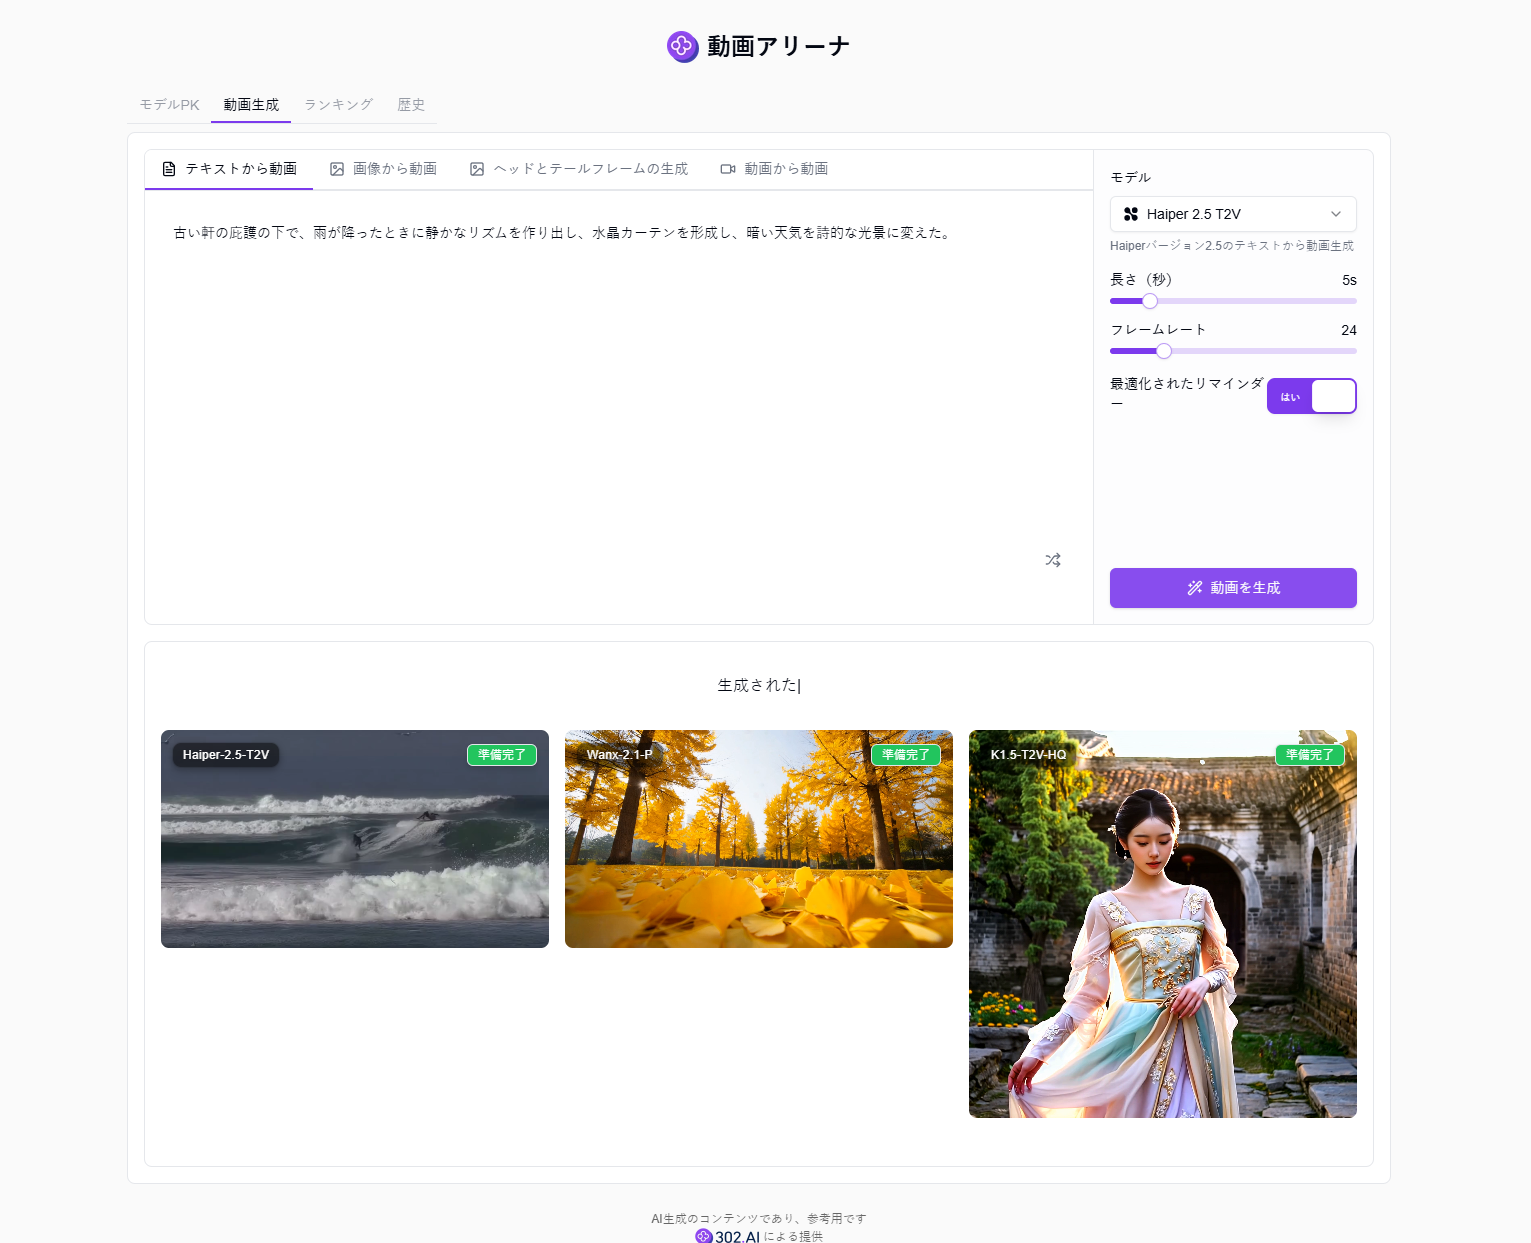 動画アリーナ
モデルPK
動画生成
ランキング
歴史
テキストから動画
画像から動画
ヘッドとテールフレームの生成
動画から動画
古い軒の庇護の下で、雨が降ったときに静かなリズムを作り出し、水晶カーテンを形成し、暗い天気を詩的な光景に変えた。
モデル
Haiper 2.5 T2V
Haiperバージョン2.5のテキストから動画生成
長さ（秒）
5s
フレームレート
24
最適化されたリマインダ
ー
はい
動画を生成
生成された
Haiper-2.5-T2V
準備完了
Wanx-2.1-P
準備完了
K1.5-T2V-HQ
準備完了
AI生成のコンテンツであり、参考用です
302.AI による提供